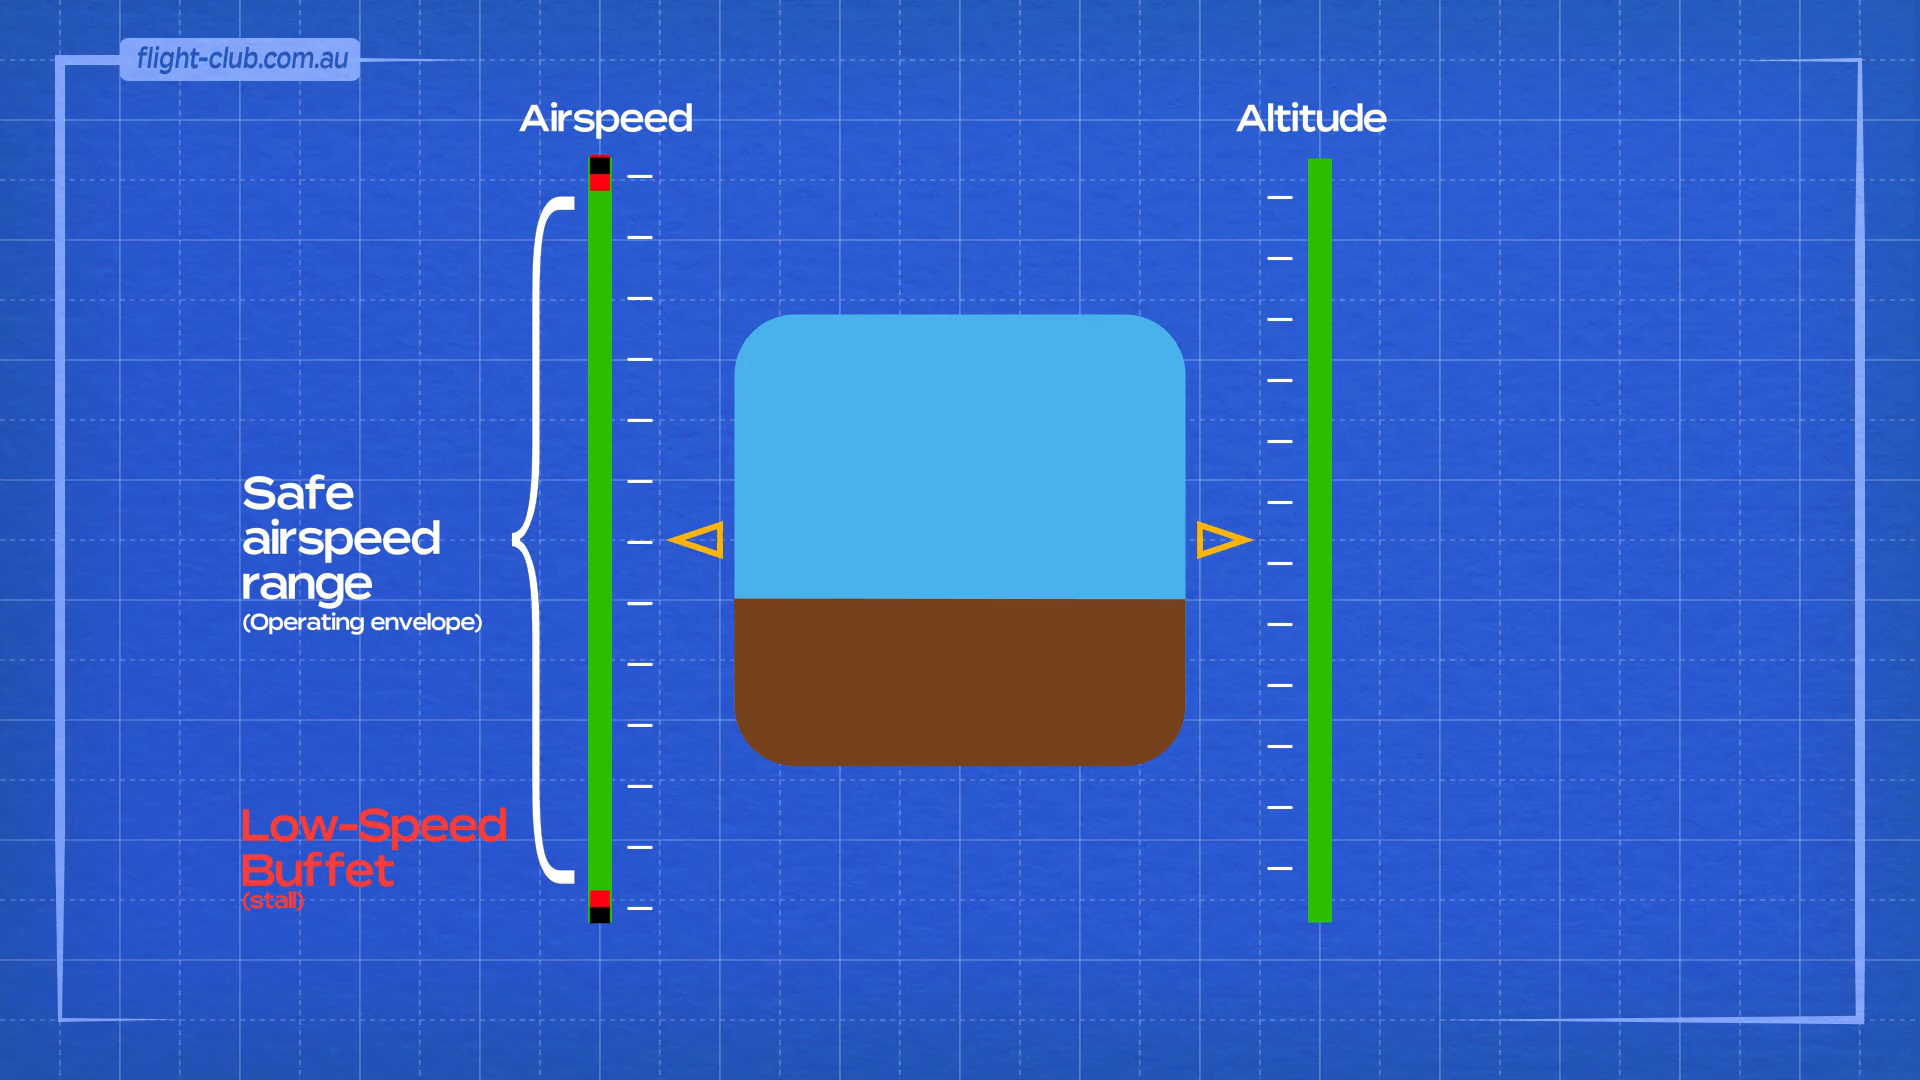 flight-club.com.au
Airspeed
Altitude
Safe
airspeed
range
(Operating envelope)
Low-Speed
Buffet
(stall)